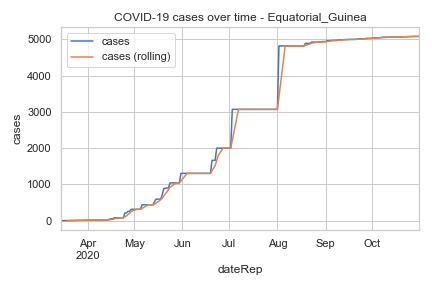 COVID-19 cases over time - Equatorial_Guinea
cases
cases (rolling)
5000
4000
3000
2000
1000
0
cases
Apr May Jun Jul Aug Sep Oct
2020
dateRep